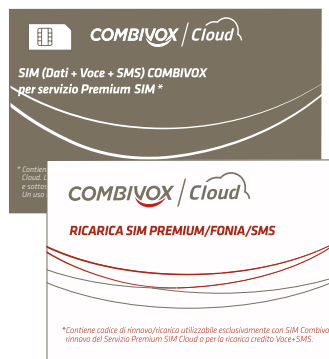 COMBIVOX Cloud
SIM (Dati + Voce + SMS) COMBIVOX
per servizio Premium SIM *
* Contien
Cloud.
e sottos
Un uso
COMBIVOX Cloud
RICARICA SIM PREMIUM/FONIA/SMS
*Contiene codice di rinnovo/ricarica utilizzabile esclusivamente con SIM Combivo
rinnovo del Servizio Premium SIM Cloud o per la ricarica credito Voce+SMS.